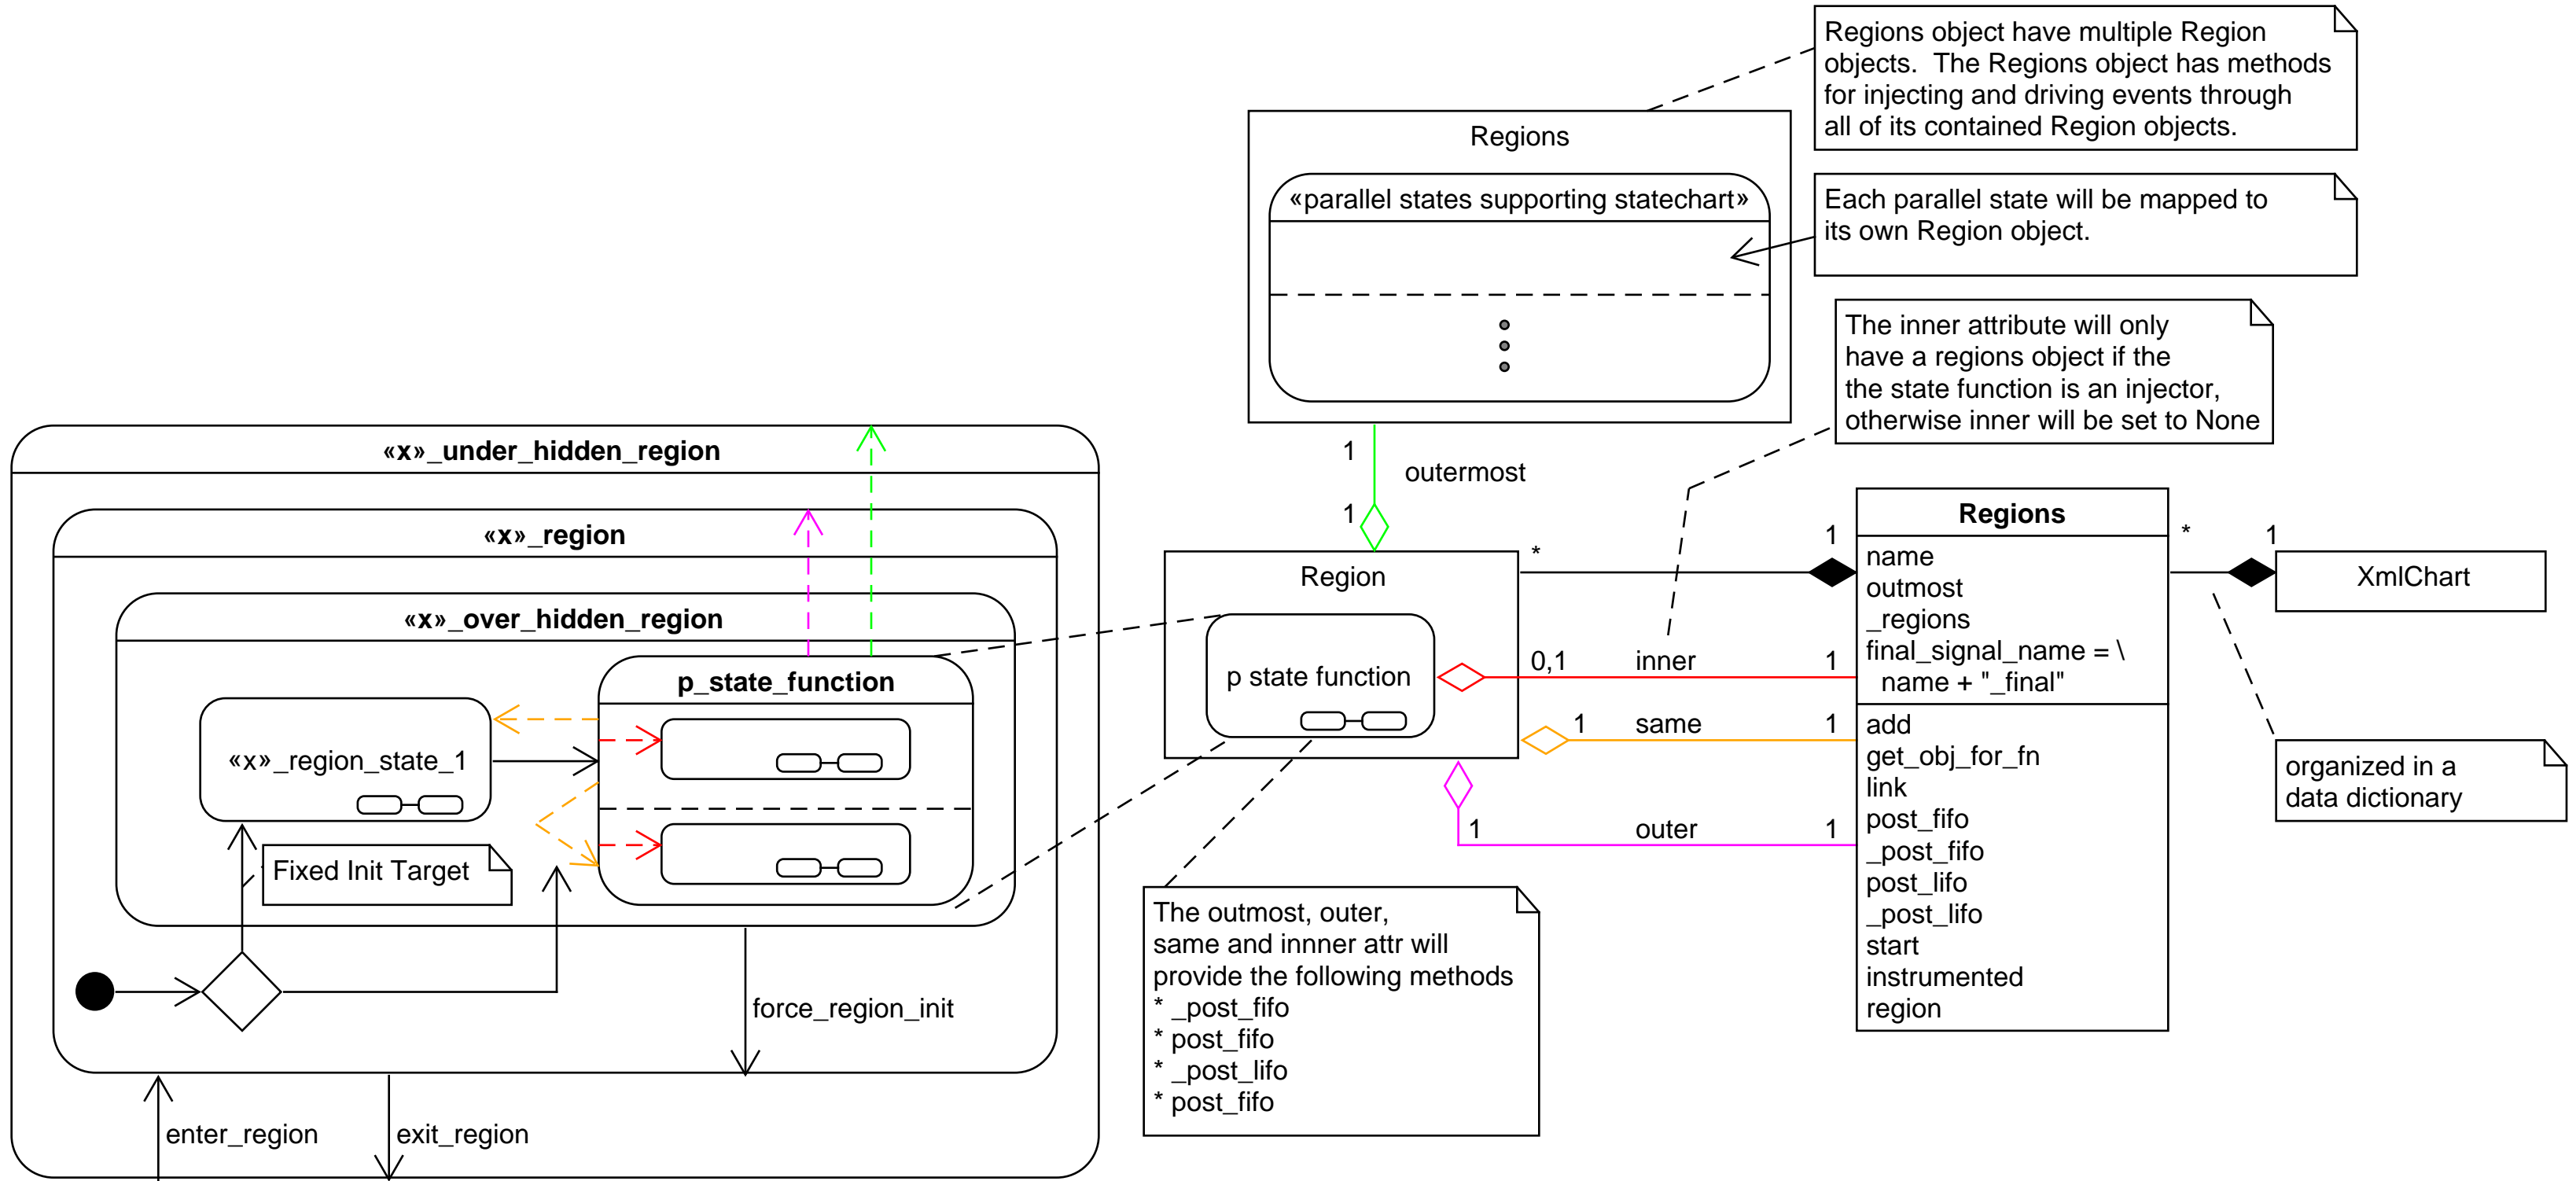 Regions object have multiple Region
objects.  The Regions object has methods
for injecting and driving events through
all of its contained Region objects.
Regions
«parallel states supporting statechart»
Each parallel state will be mapped to
its own Region object.
The inner attribute will only
have a regions object if the
the state function is an injector,
otherwise inner will be set to None
«x»_under_hidden_region
«x»_region
«x»_over_hidden_region
p_state_function
«x»_region_state_1
Fixed Init Target
force_region_init
enter_region
exit_region
1
outermost
1
Region
p state function
*
1
0,1
inner
1
1
same
1
1
outer
1
Regions
name
outmost
_regions
final_signal_name = \
name + "_final"
add
get_obj_for_fn
link
post_fifo
_post_fifo
post_lifo
_post_lifo
start
instrumented
region
*
1
XmlChart
organized in a
data dictionary
The outmost, outer,
same and innner attr will
provide the following methods
* _post_fifo
* post_fifo
* _post_lifo
* post_fifo